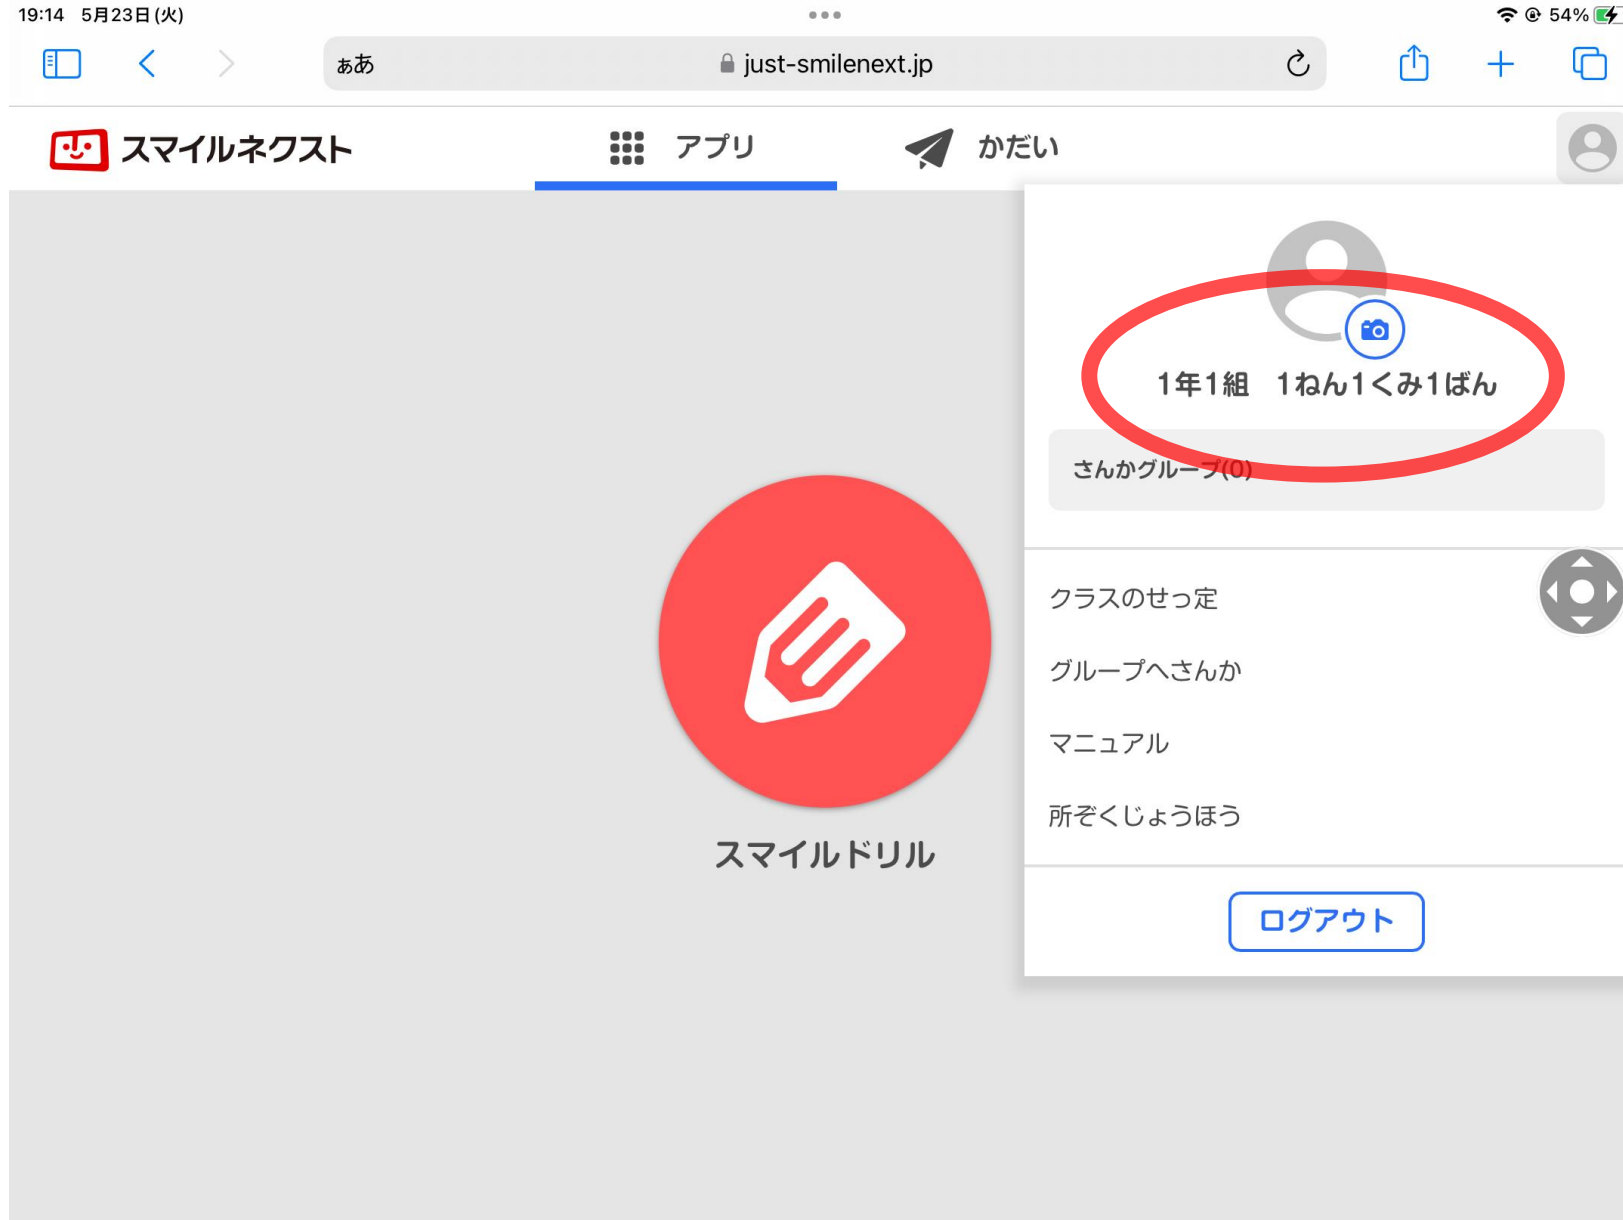 19:14 5月23日(火)
54%
ぁあ
just-smilenext.jp
スマイルネクスト
アプリ
かだい
1年1組 1ねん1くみ1ばん
さんかグループ(0)
クラスのせっ定
グループへさんか
マニュアル
所ぞくじょうほう
スマイルドリル
ログアウト